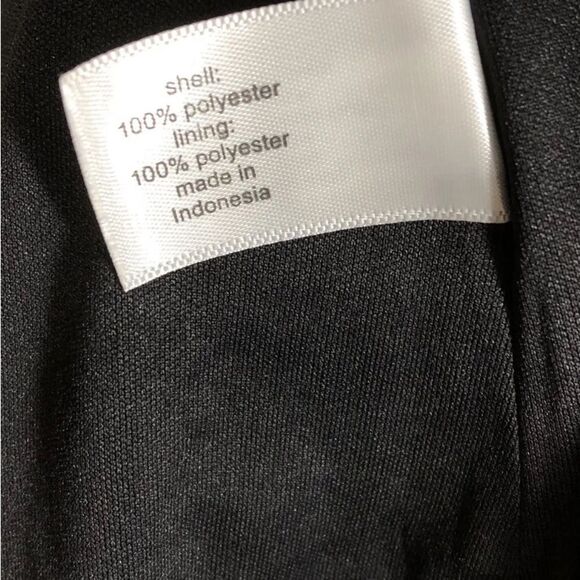 shell:
100% polyester
lining:
100% polyester
made in
Indonesia